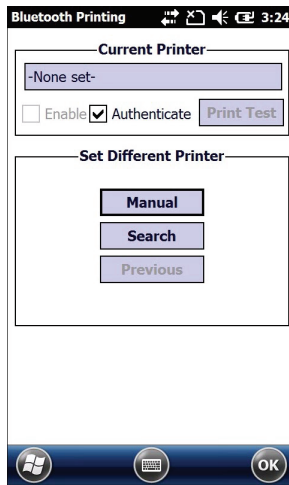 Bluetooth Printing 3:24
Current Printer
-None set-
Enable Authenticate Print Test
Set Different Printer
Manual
Search
Previous
OK